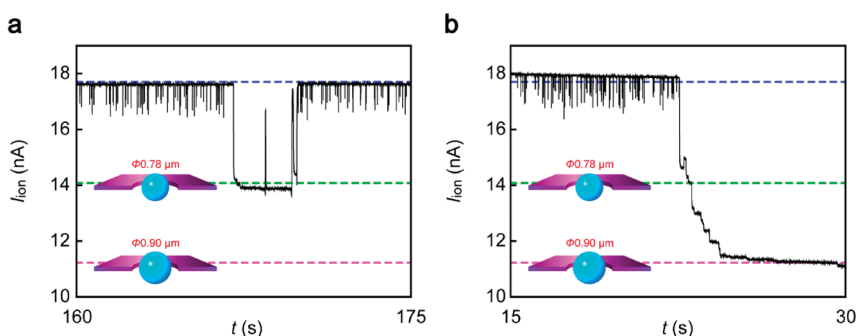 a
18
16
14
12
10
I_ion (nA)
Φ0.78 µm
Φ0.90 µm
160
t (s)
175
b
18
16
14
12
10
I_ion (nA)
Φ0.78 µm
Φ0.90 µm
15
t (s)
30